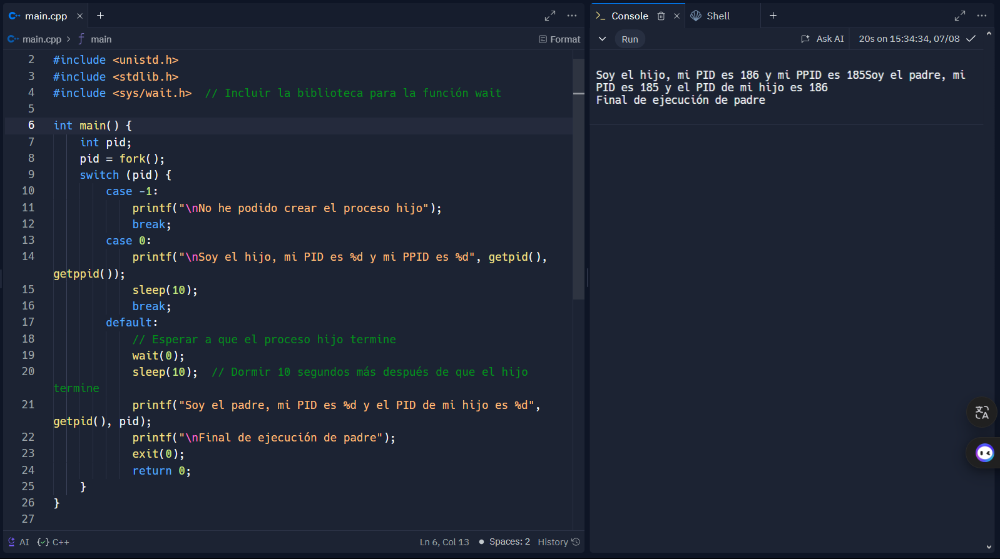 main.cpp
main.cpp > main
Format
2 #include <unistd.h>
3 #include <stdlib.h>
4 #include <sys/wait.h>  // Incluir la biblioteca para la función wait
5
6 int main() {
7     int pid;
8     pid = fork();
9     switch (pid) {
10         case -1:
11             printf("\nNo he podido crear el proceso hijo");
12             break;
13         case 0:
14             printf("\nSoy el hijo, mi PID es %d y mi PPID es %d", getpid(),
getppid());
15             sleep(10);
16             break;
17         default:
18             // Esperar a que el proceso hijo termine
19             wait(0);
20             sleep(10);  // Dormir 10 segundos más después de que el hijo
termine
21             printf("Soy el padre, mi PID es %d y el PID de mi hijo es %d",
getpid(), pid);
22             printf("\nFinal de ejecución de padre");
23             exit(0);
24             return 0;
25     }
26 }
27
AI {} C++
Ln 6, Col 13 ● Spaces: 2 History
Console Shell
Run Ask AI 20s on 15:34:34, 07/08
Soy el hijo, mi PID es 186 y mi PPID es 185Soy el padre, mi
PID es 185 y el PID de mi hijo es 186
Final de ejecución de padre